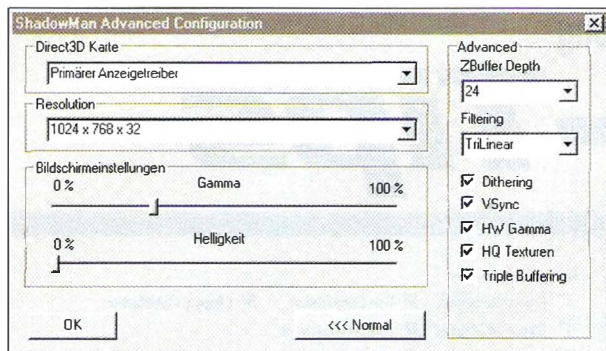 ShadowMan Advanced Configuration
Direct3D Karte
Primärer Anzeigetreiber
Resolution
1024 x 768 x 32
Bildschirmeinstellungen
0 % Gamma 100 %
0 % Helligkeit 100 %
OK
<<< Normal
Advanced
ZBuffer Depth
24
Filtering
TriLinear
Dithering
VSync
HW Gamma
HQ Texturen
Triple Buffering